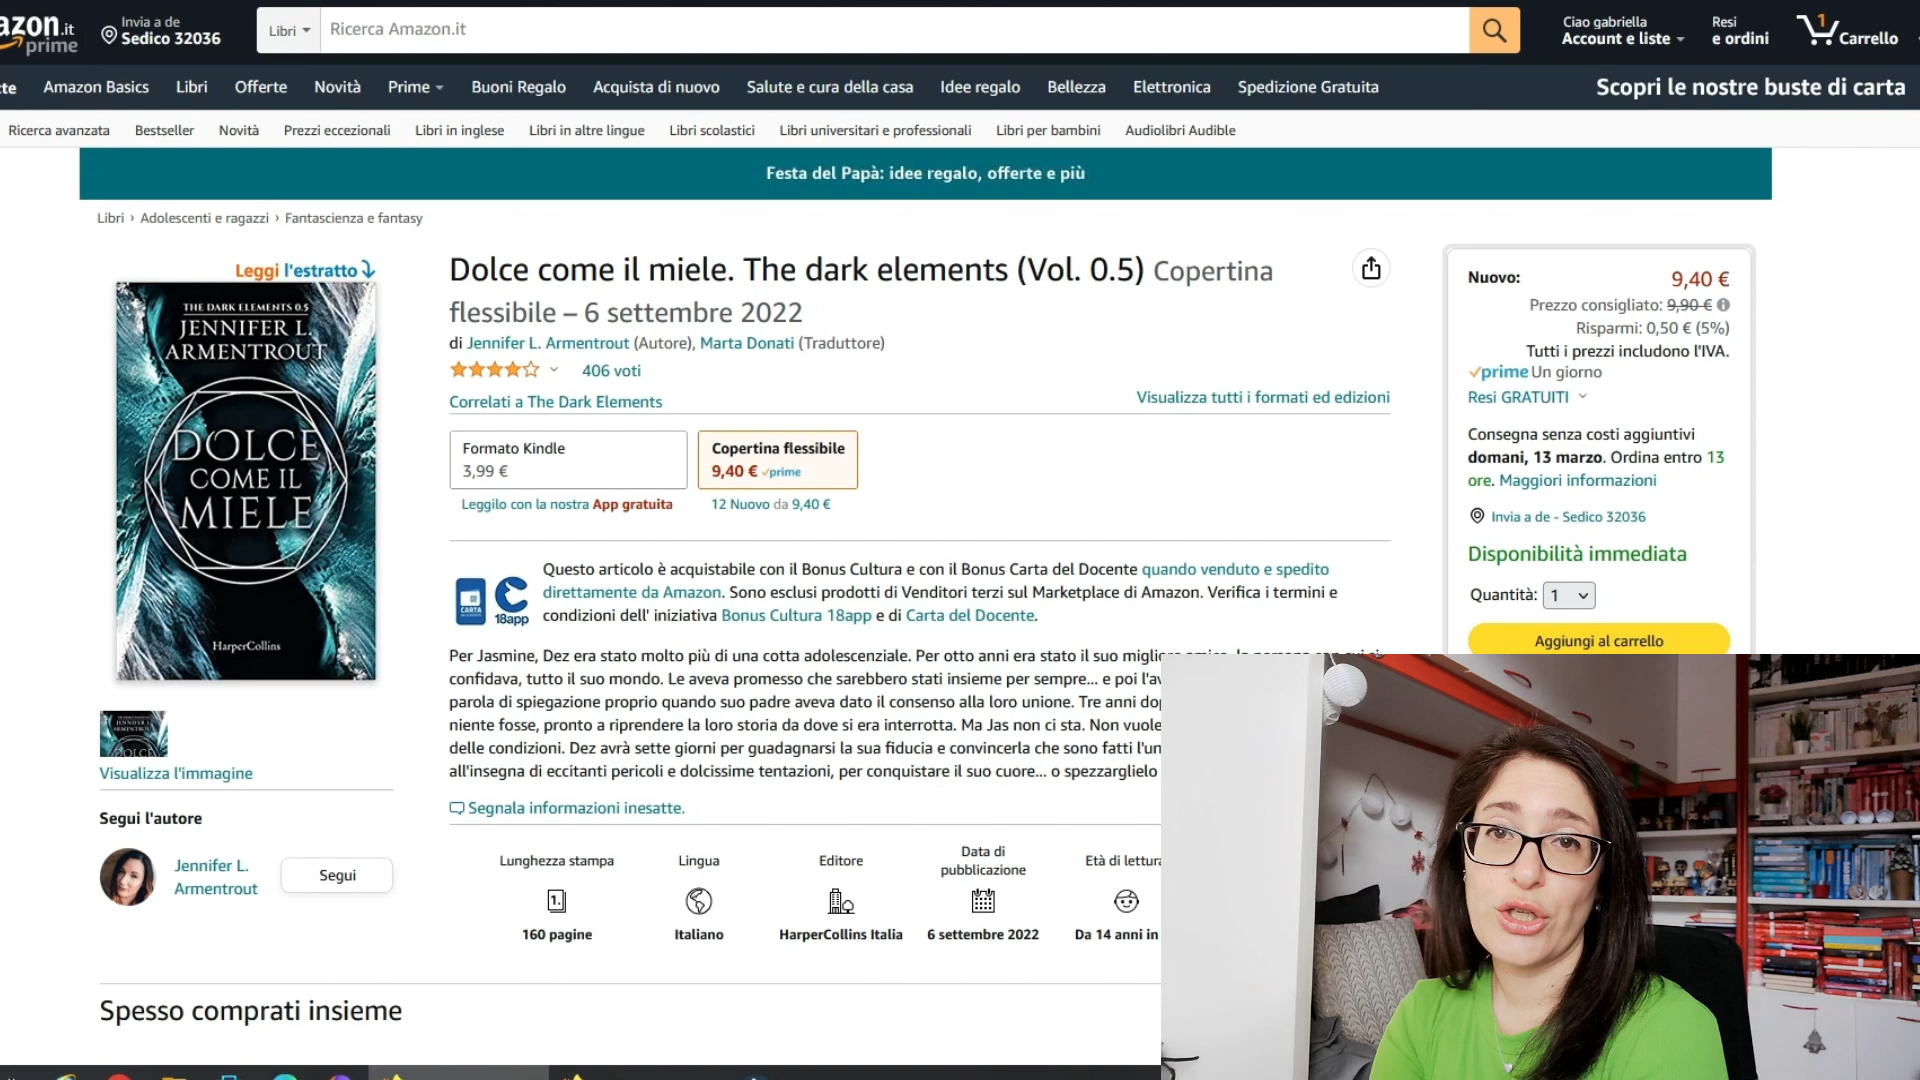 azon.it
prime
Invia a de
Sedico 32036
Libri
Ricerca Amazon.it
Ciao gabriella
Account e liste
Resi
e ordini
1
Carrello
Amazon Basics
Libri
Offerte
Novità
Prime
Buoni Regalo
Acquista di nuovo
Salute e cura della casa
Idee regalo
Bellezza
Elettronica
Spedizione Gratuita
Scopri le nostre buste di carta
Ricerca avanzata
Bestseller
Novità
Prezzi eccezionali
Libri in inglese
Libri in altre lingue
Libri scolastici
Libri universitari e professionali
Libri per bambini
Audiolibri Audible
Festa del Papà: idee regalo, offerte e più
Libri › Adolescenti e ragazzi › Fantascienza e fantasy
Leggi l'estratto
THE DARK ELEMENTS 0.5
JENNIFER L.
ARMENTROUT
DOLCE
COME IL
MIELE
HarperCollins
Visualizza l'immagine
Segui l'autore
Jennifer L.
Armentrout
Segui
Dolce come il miele. The dark elements (Vol. 0.5) Copertina
flessibile – 6 settembre 2022
di Jennifer L. Armentrout (Autore), Marta Donati (Traduttore)
406 voti
Correlati a The Dark Elements
Visualizza tutti i formati ed edizioni
Formato Kindle
3,99 €
Leggilo con la nostra App gratuita
Copertina flessibile
9,40 € prime
12 Nuovo da 9,40 €
CARTA
18app
Questo articolo è acquistabile con il Bonus Cultura e con il Bonus Carta del Docente quando venduto e spedito
direttamente da Amazon. Sono esclusi prodotti di Venditori terzi sul Marketplace di Amazon. Verifica i termini e
condizioni dell' iniziativa Bonus Cultura 18app e di Carta del Docente.
Per Jasmine, Dez era stato molto più di una cotta adolescenziale. Per otto anni era stato il suo
confidava, tutto il suo mondo. Le aveva promesso che sarebbero stati insieme per sempre... e poi
parola di spiegazione proprio quando suo padre aveva dato il consenso alla loro unione. Tre anni
niente fosse, pronto a riprendere la loro storia da dove si era interrotta. Ma Jas non ci sta. Non vuole
delle condizioni. Dez avrà sette giorni per guadagnarsi la sua fiducia e convincerla che sono fatti
all'insegna di eccitanti pericoli e dolcissime tentazioni, per conquistare il suo cuore... o spezzarglielo
Segnala informazioni inesatte.
Lunghezza stampa
1.
160 pagine
Lingua
Italiano
Editore
HarperCollins Italia
Data di
pubblicazione
6 settembre 2022
Età di lettura
Da 14 anni in
Spesso comprati insieme
Nuovo:
9,40 €
Prezzo consigliato: 9,90 €
Risparmi: 0,50 € (5%)
Tutti i prezzi includono l'IVA.
prime Un giorno
Resi GRATUITI
Consegna senza costi aggiuntivi
domani, 13 marzo. Ordina entro 13
ore. Maggiori informazioni
Invia a de - Sedico 32036
Disponibilità immediata
Quantità: 1
Aggiungi al carrello